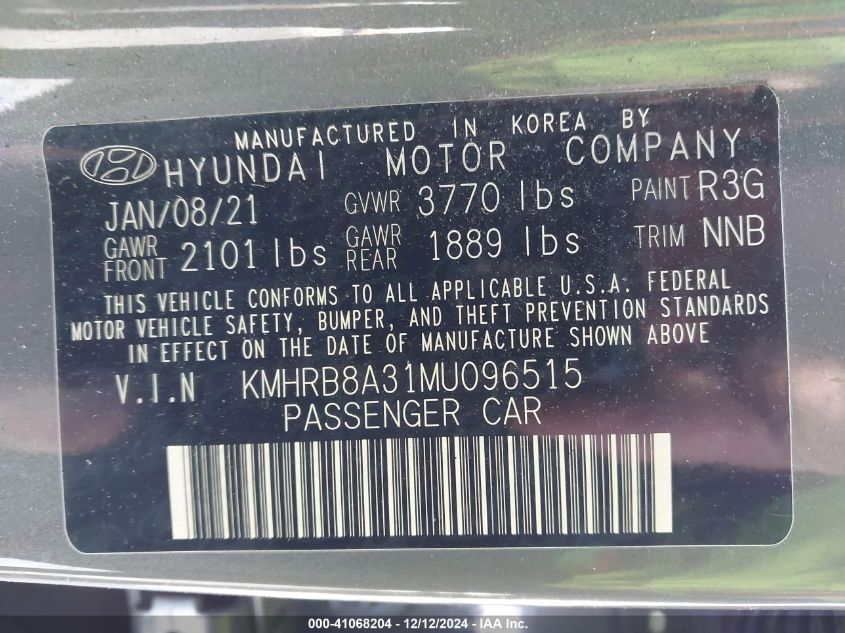 MANUFACTURED IN KOREA BY
HYUNDAI MOTOR COMPANY
JAN/08/21 GVWR 3770 lbs PAINT R3G
GAWR FRONT 2101 lbs GAWR REAR 1889 lbs TRIM NNB
THIS VEHICLE CONFORMS TO ALL APPLICABLE U.S.A. FEDERAL
MOTOR VEHICLE SAFETY, BUMPER, AND THEFT PREVENTION STANDARDS
IN EFFECT ON THE DATE OF MANUFACTURE SHOWN ABOVE
V.I.N KMHRB8A31MU096515
PASSENGER CAR
000-41068204 - 12/12/2024 - IAA Inc.